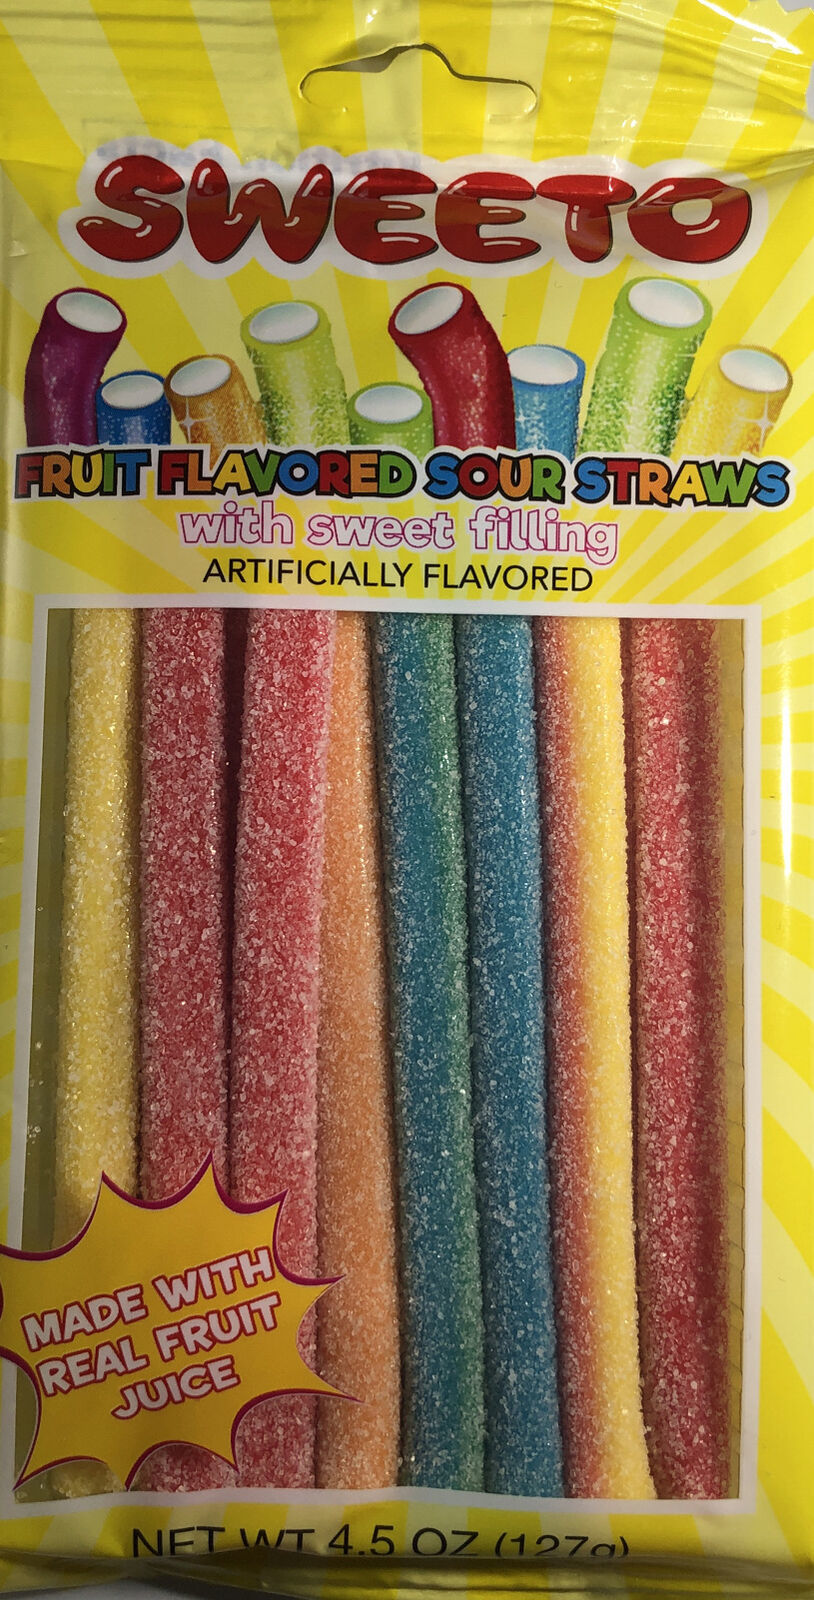 SWEETO
FRUIT FLAVORED SOUR STRAWS
with sweet filling
ARTIFICIALLY FLAVORED
MADE WITH
REAL FRUIT
JUICE
NET WT 4.5 OZ (127g)